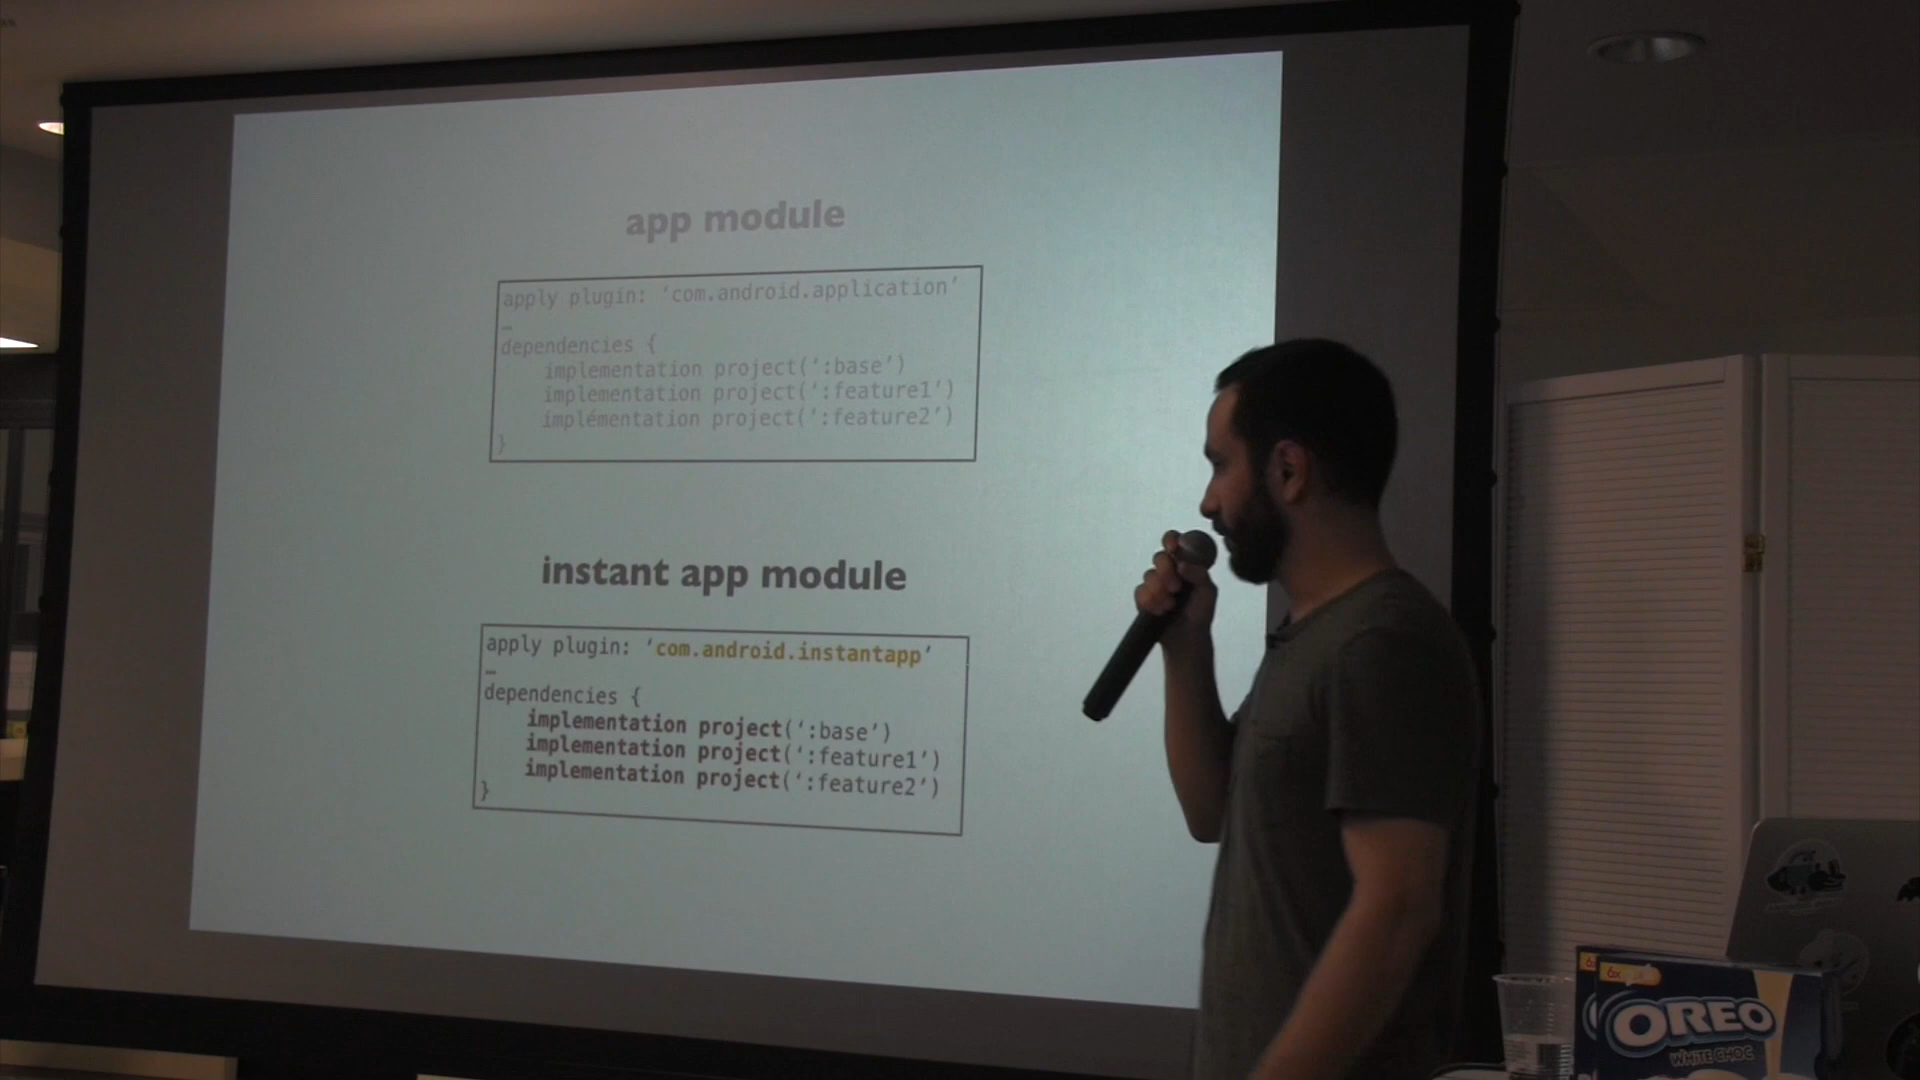 app module
apply plugin: ‘com.android.application’
…
dependencies {
implementation project(‘:base’)
implementation project(‘:feature1’)
implémentation project(‘:feature2’)
}
instant app module
apply plugin: ‘com.android.instantapp’
…
dependencies {
implementation project(‘:base’)
implementation project(‘:feature1’)
implementation project(‘:feature2’)
}
6x
OREO
WHITE CHOC